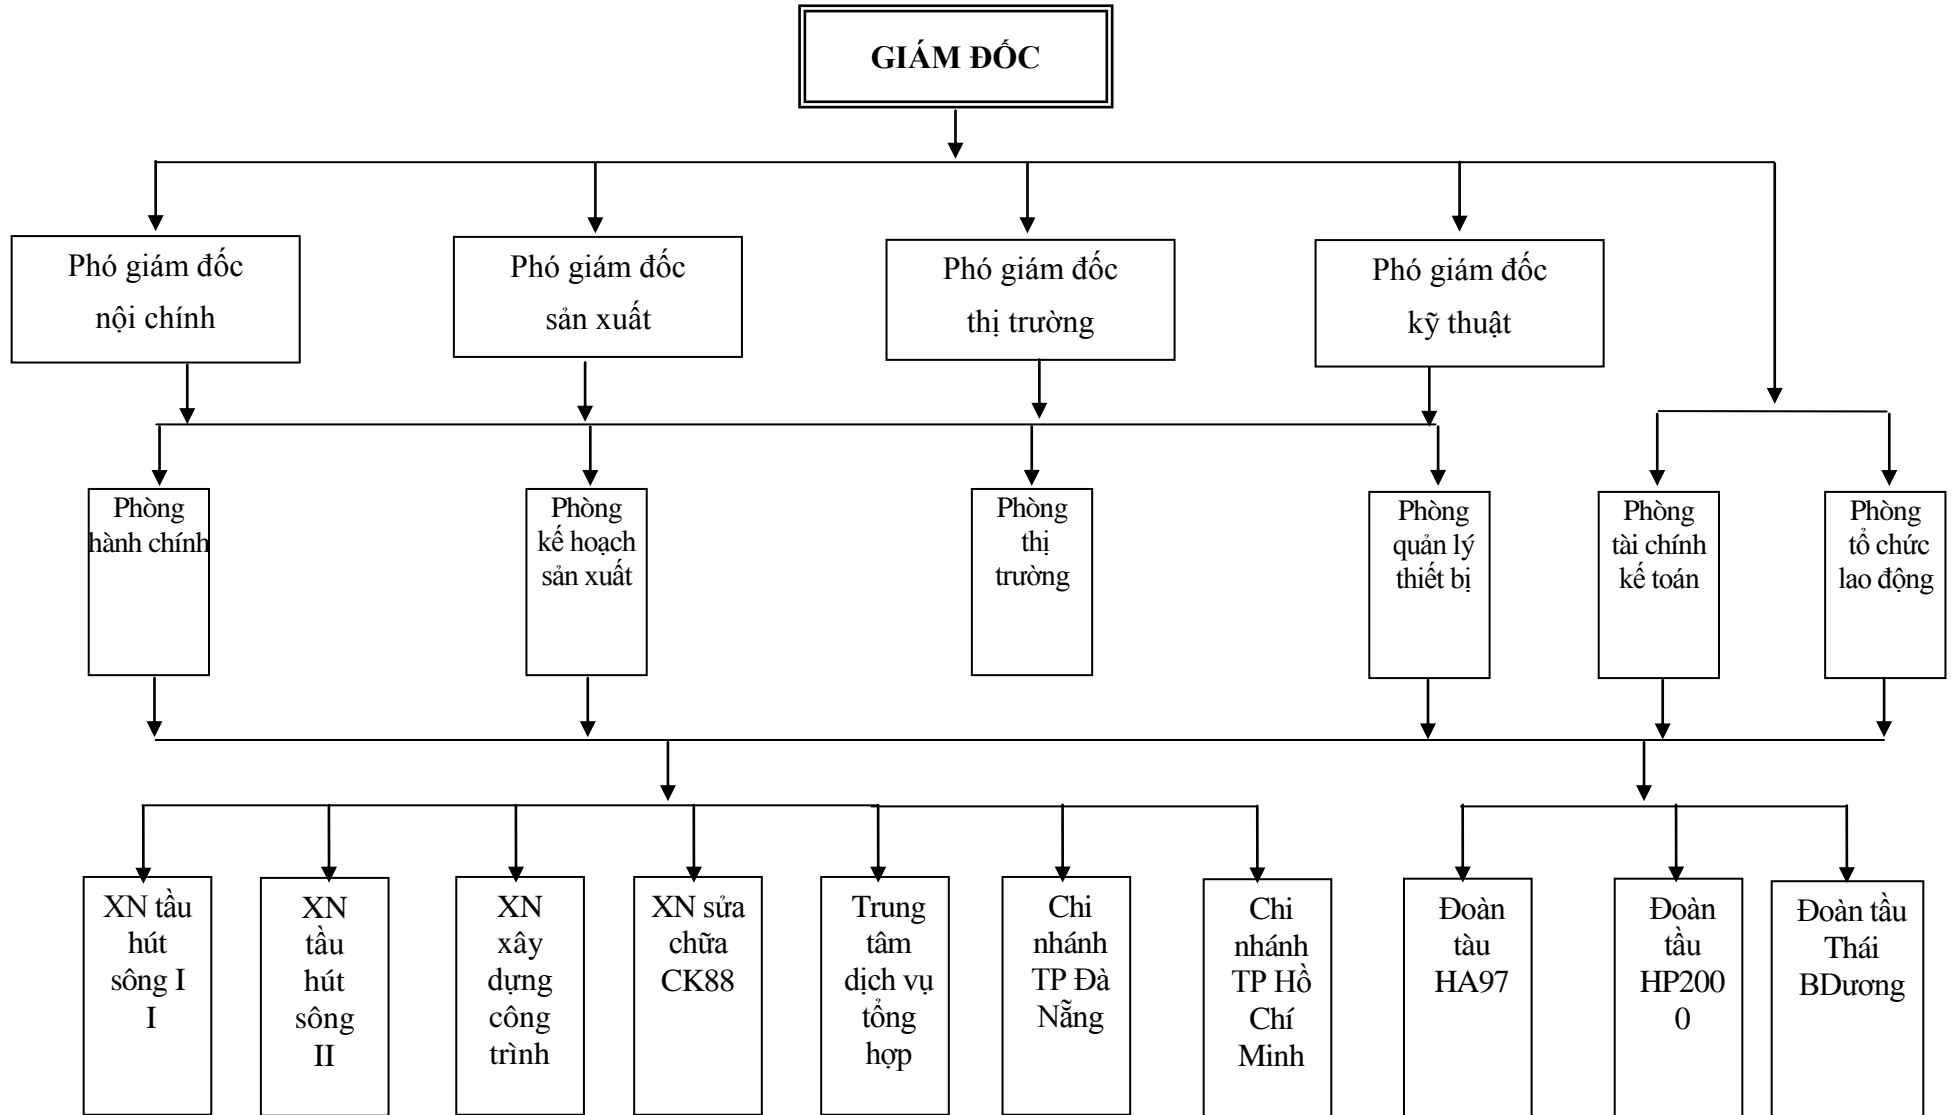 GIÁM ĐỐC
Phó giám đốc
nội chính
Phó giám đốc
sản xuất
Phó giám đốc
thị trường
Phó giám đốc
kỹ thuật
Phòng
hành chính
Phòng
kế hoạch
sản xuất
Phòng
thị
trường
Phòng
quản lý
thiết bị
Phòng
tài chính
kế toán
Phòng
tổ chức
lao động
XN tầu
hút
sông I
I
XN
tầu
hút
sông
II
XN
xây
dựng
công
trình
XN sửa
chữa
CK88
Trung
tâm
dịch vụ
tổng
hợp
Chi
nhánh
TP Đà
Nẵng
Chi
nhánh
TP Hồ
Chí
Minh
Đoàn
tàu
HA97
Đoàn
tầu
HP200
0
Đoàn tầu
Thái
BDương